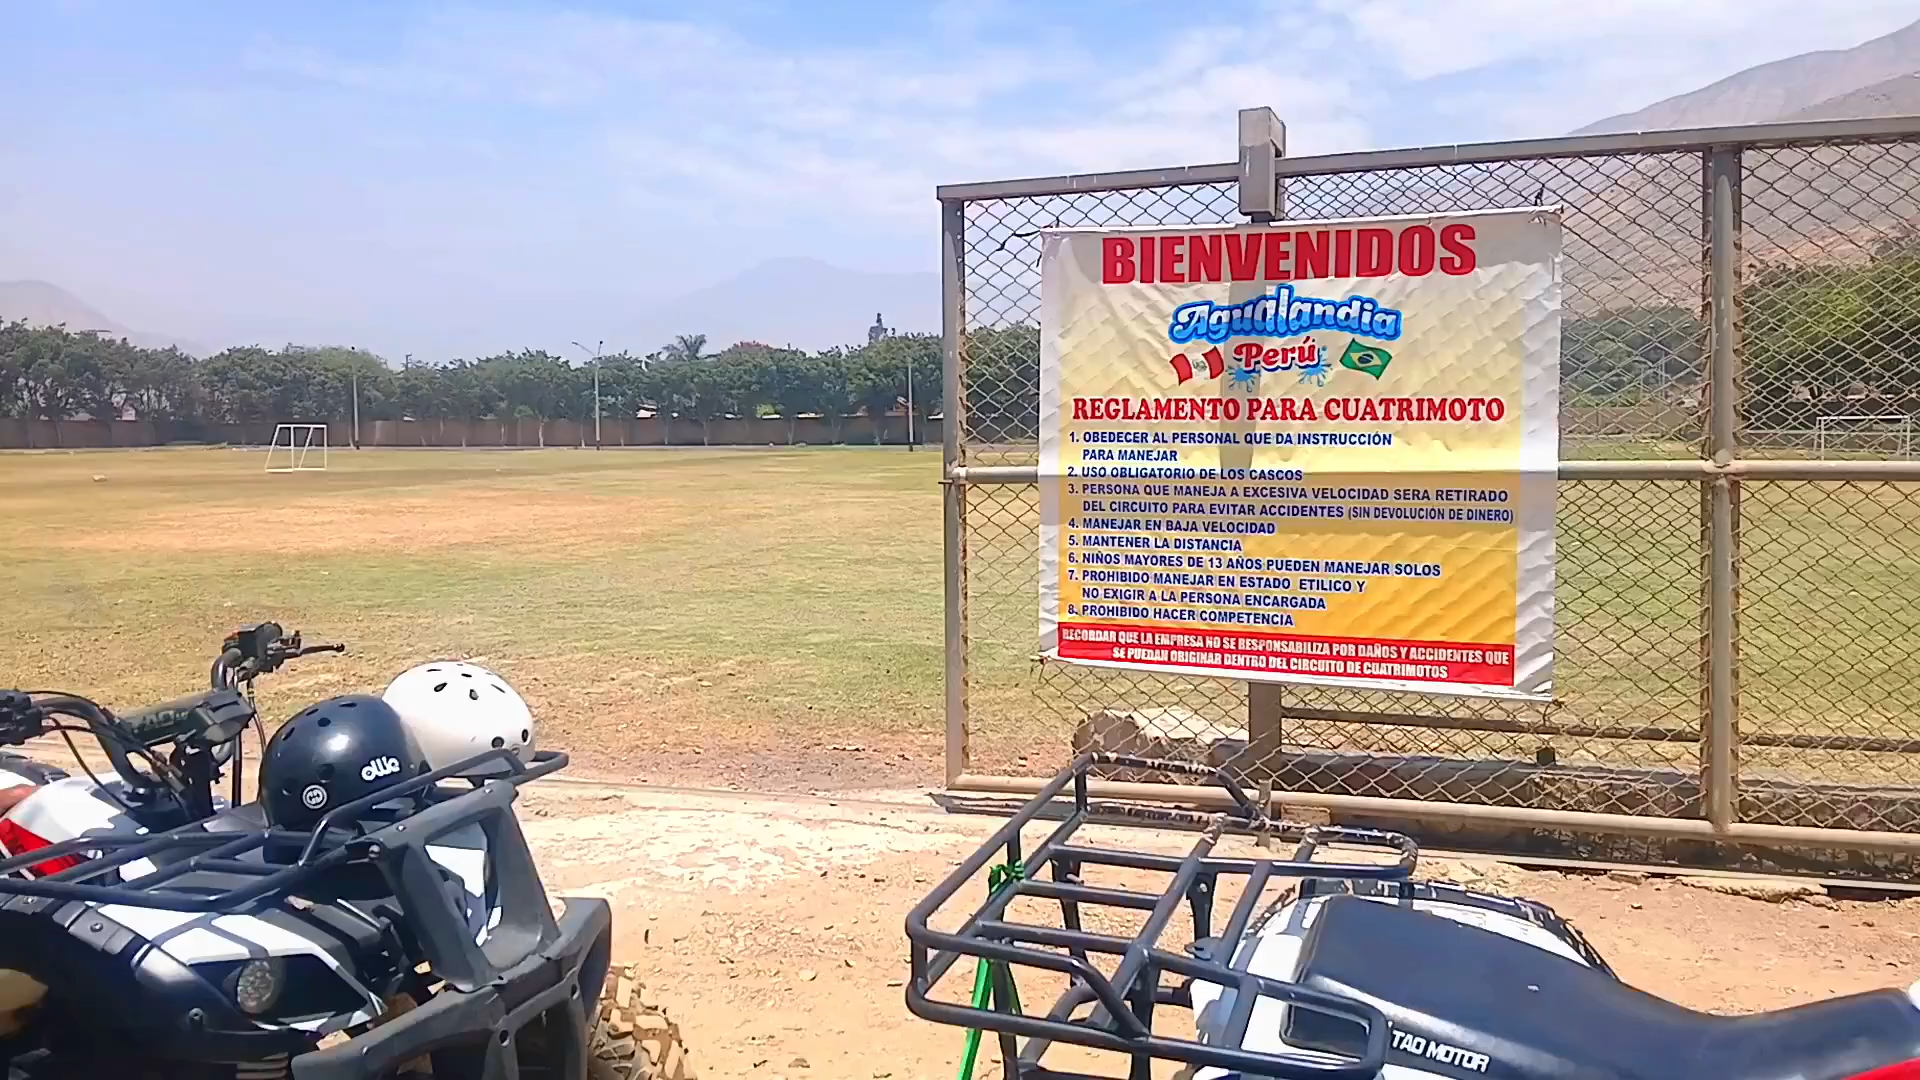 BIENVENIDOS
Agualandia
Perú
REGLAMENTO PARA CUATRIMOTO
1. OBEDECER AL PERSONAL QUE DA INSTRUCCIÓN
PARA MANEJAR
2. USO OBLIGATORIO DE LOS CASCOS
3. PERSONA QUE MANEJA A EXCESIVA VELOCIDAD SERA RETIRADO
DEL CIRCUITO PARA EVITAR ACCIDENTES (SIN DEVOLUCIÓN DE DINERO)
4. MANEJAR EN BAJA VELOCIDAD
5. MANTENER LA DISTANCIA
6. NIÑOS MAYORES DE 13 AÑOS PUEDEN MANEJAR SOLOS
7. PROHIBIDO MANEJAR EN ESTADO ETILICO Y
NO EXIGIR A LA PERSONA ENCARGADA
8. PROHIBIDO HACER COMPETENCIA
RECORDAR QUE LA EMPRESA NO SE RESPONSABILIZA POR DAÑOS Y ACCIDENTES QUE
SE PUEDAN ORIGINAR DENTRO DEL CIRCUITO DE CUATRIMOTOS
ollie
TAO MOTOR